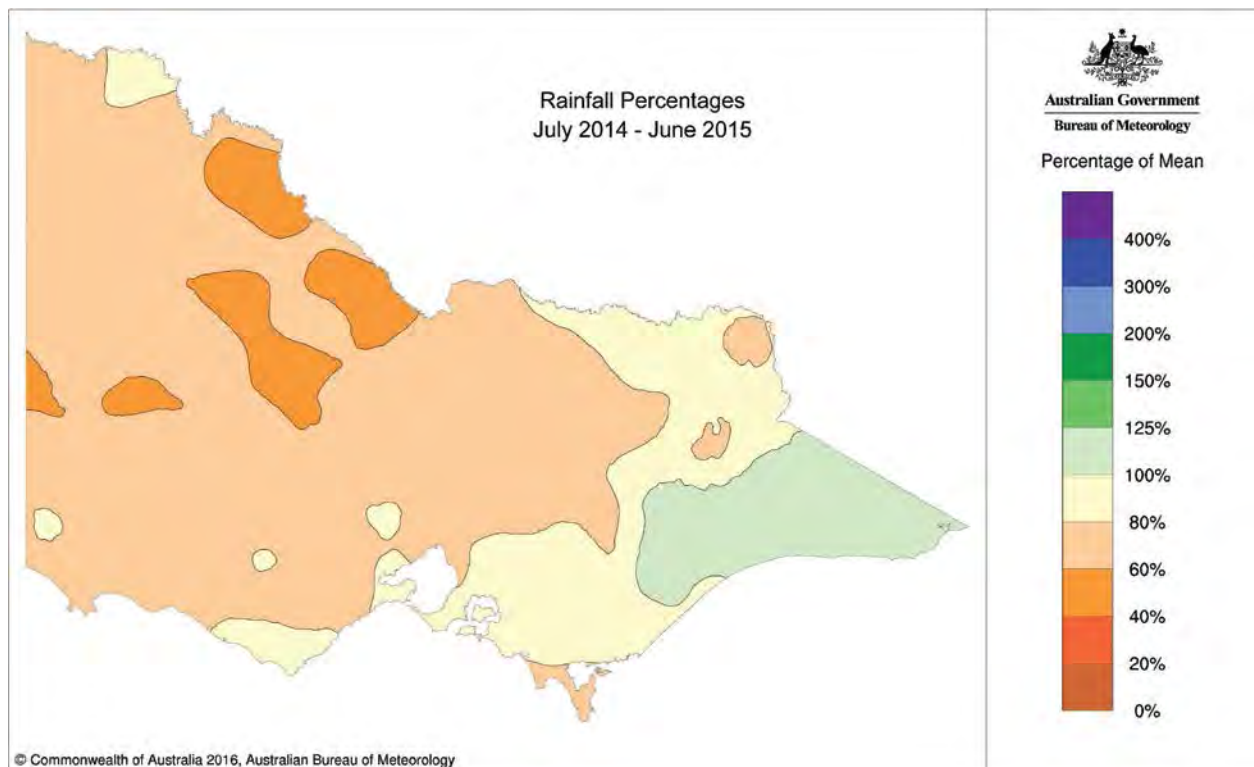 Rainfall Percentages
July 2014 - June 2015
Australian Government
Bureau of Meteorology
Percentage of Mean
400%
300%
200%
150%
125%
100%
80%
60%
40%
20%
0%
© Commonwealth of Australia 2016, Australian Bureau of Meteorology